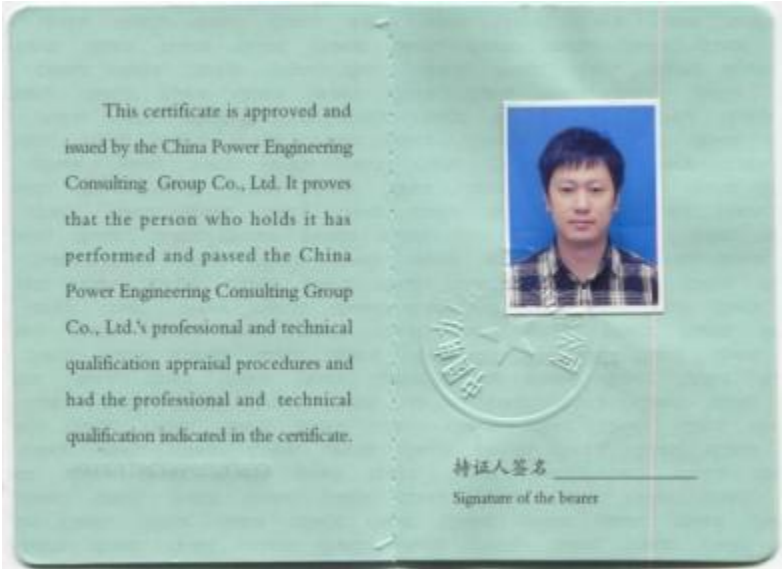 This certificate is approved and
issued by the China Power Engineering
Consulting Group Co., Ltd. It proves
that the person who holds it has
performed and passed the China
Power Engineering Consulting Group
Co., Ltd.'s professional and technical
qualification appraisal procedures and
had the professional and technical
qualification indicated in the certificate.
持证人签名
Signature of the bearer